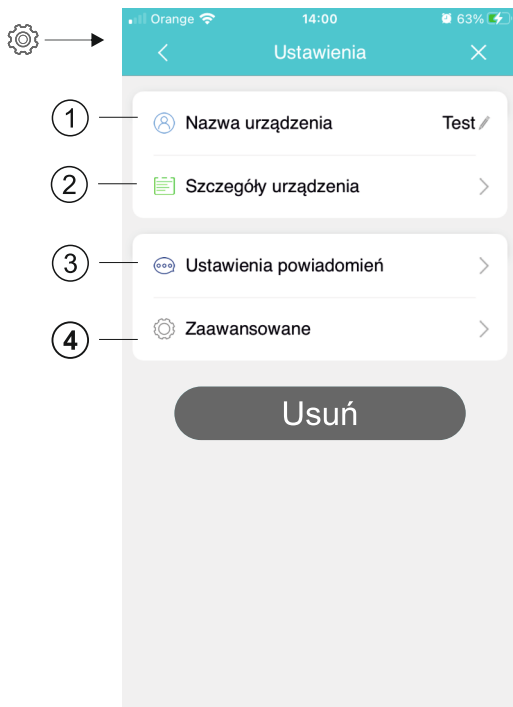 Orange 14:00 63%
Ustawienia
1 Nazwa urządzenia Test
2 Szczegóły urządzenia
3 Ustawienia powiadomień
4 Zaawansowane
Usuń